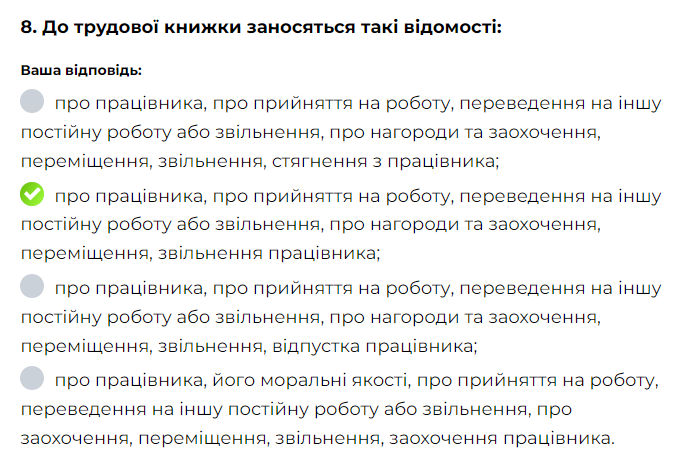 8. До трудової книжки заносяться такі відомості:
Ваша відповідь:
про працівника, про прийняття на роботу, переведення на іншу
постійну роботу або звільнення, про нагороди та заохочення,
переміщення, звільнення, стягнення з працівника;
про працівника, про прийняття на роботу, переведення на іншу
постійну роботу або звільнення, про нагороди та заохочення,
переміщення, звільнення працівника;
про працівника, про прийняття на роботу, переведення на іншу
постійну роботу або звільнення, про нагороди та заохочення,
переміщення, звільнення, відпустка працівника;
про працівника, його моральні якості, про прийняття на роботу,
переведення на іншу постійну роботу або звільнення, про
заохочення, переміщення, звільнення, заохочення працівника.